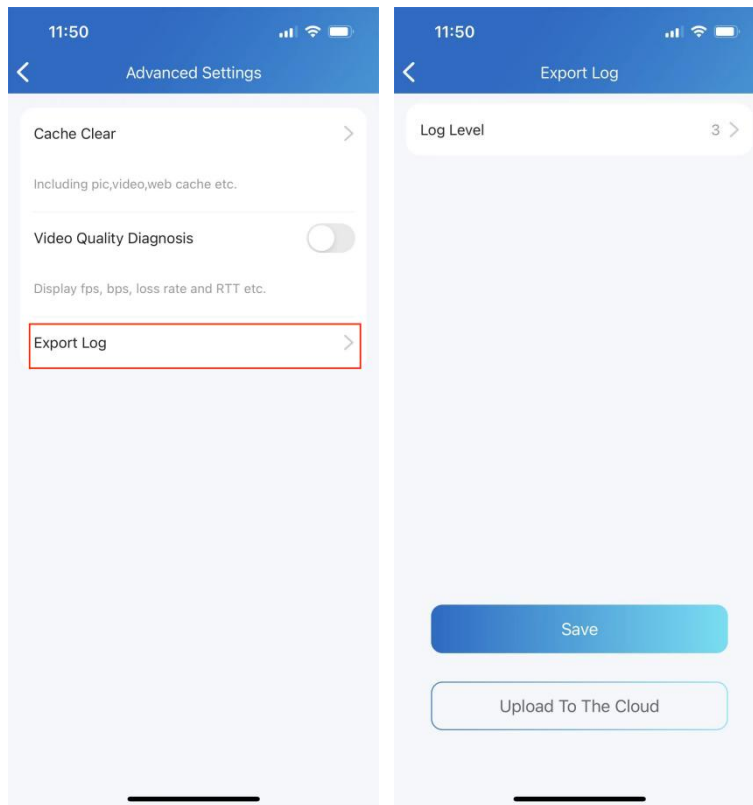 11:50
Advanced Settings
Cache Clear
Including pic,video,web cache etc.
Video Quality Diagnosis
Display fps, bps, loss rate and RTT etc.
Export Log
11:50
Export Log
Log Level 3
Save
Upload To The Cloud